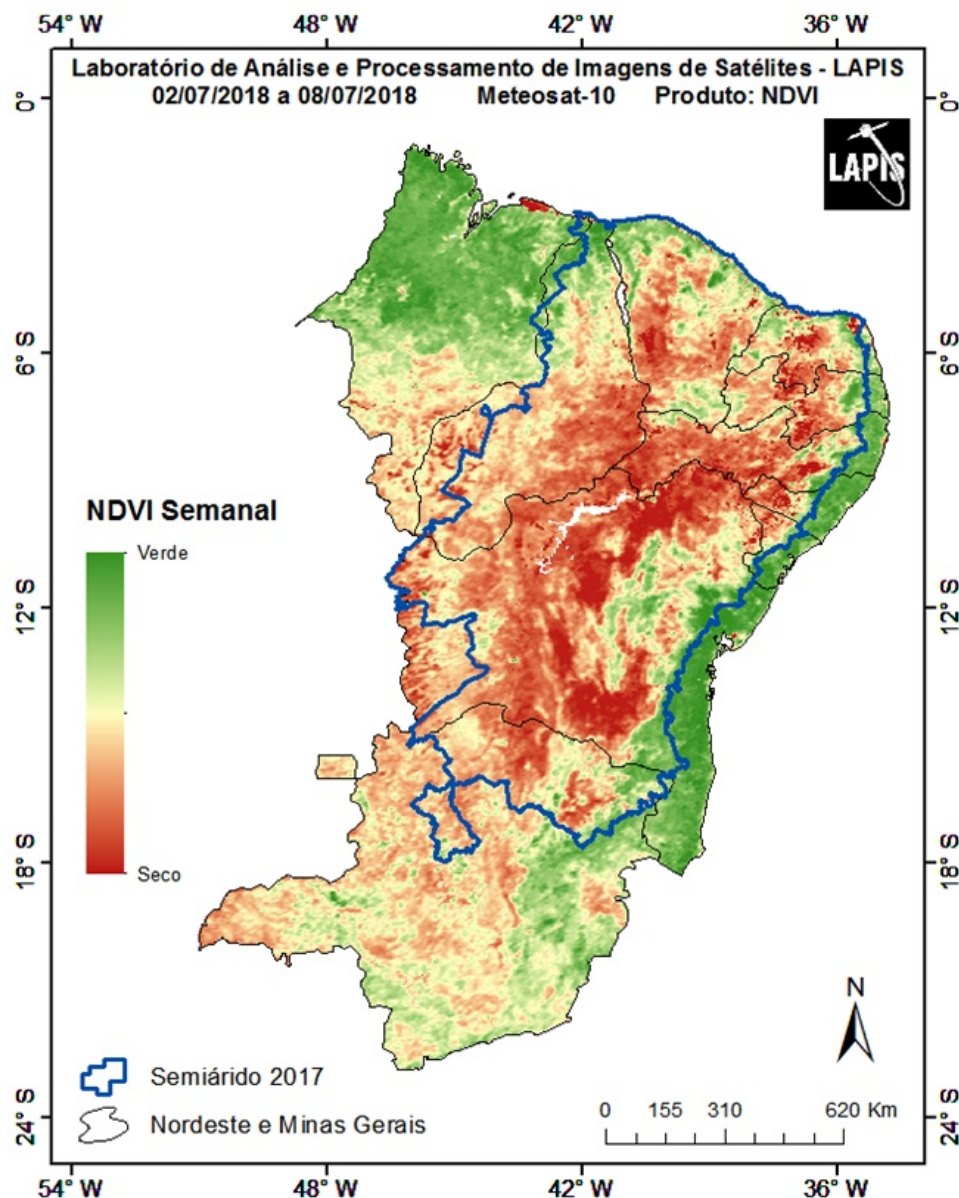 54° W 48° W 42° W 36° W
Laboratório de Análise e Processamento de Imagens de Satélites - LAPIS
02/07/2018 a 08/07/2018 Meteosat-10 Produto: NDVI
LAPIS
0° 0°
6° S 6° S
NDVI Semanal
Verde
12° S 12° S
18° S 18° S
Seco
N
Semiárido 2017
0 155 310 620 Km
Nordeste e Minas Gerais
24° S 24° S
54° W 48° W 42° W 36° W